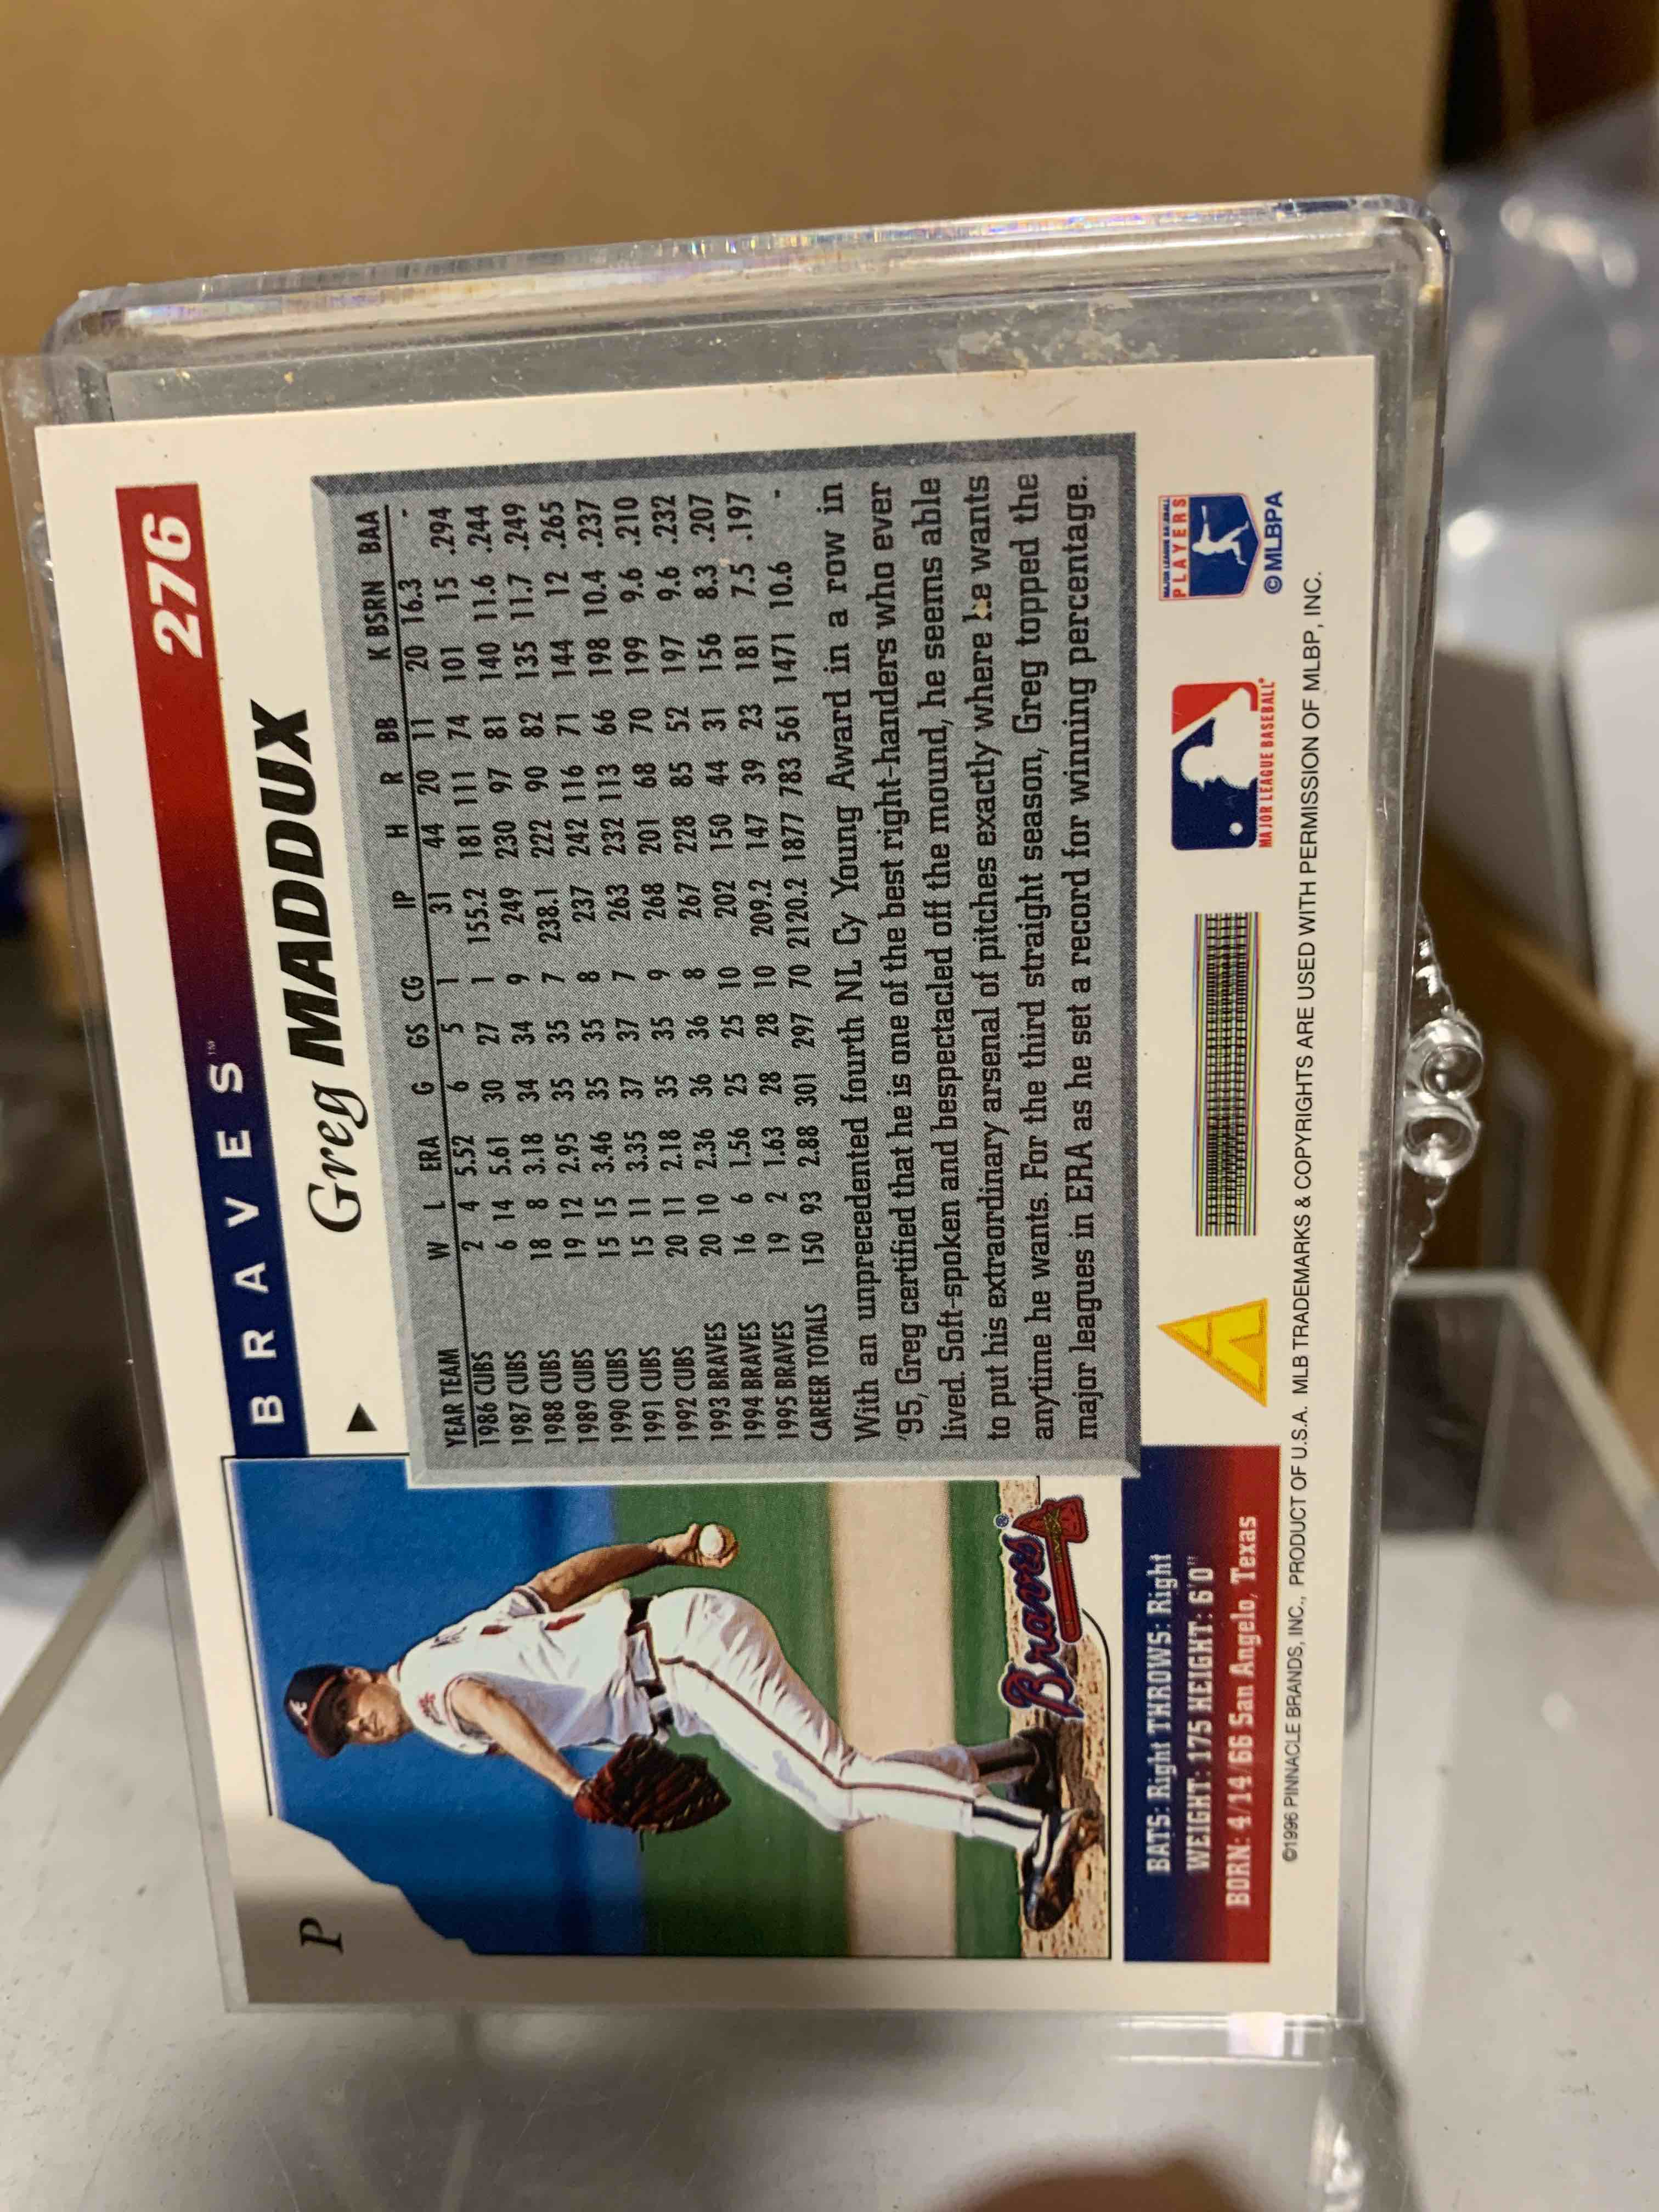 BRAVES™ 276
Greg MADDUX
P
YEAR TEAM W L ERA G GS CG IP H R BB K BSRN BAA
1986 CUBS 2 4 5.52 6 5 1 31 44 20 11 20 16.3 -
1987 CUBS 6 14 5.61 30 27 1 155.2 181 111 74 101 15 .294
1988 CUBS 18 8 3.18 34 34 9 249 230 97 81 140 11.6 .244
1989 CUBS 19 12 2.95 35 35 7 238.1 222 90 82 135 11.7 .249
1990 CUBS 15 15 3.46 35 35 8 237 242 116 71 144 12 .265
1991 CUBS 15 11 3.35 37 37 7 263 232 113 66 198 10.4 .237
1992 CUBS 20 11 2.18 35 35 9 268 201 68 70 199 9.6 .210
1993 BRAVES 20 10 2.36 36 36 8 267 228 85 52 197 9.6 .232
1994 BRAVES 16 6 1.56 25 25 10 202 150 44 31 156 8.3 .207
1995 BRAVES 19 2 1.63 28 28 10 209.2 147 39 23 181 7.5 .197
CAREER TOTALS 150 93 2.88 301 297 70 2120.2 1877 783 561 1471 10.6 -
With an unprecedented fourth NL Cy Young Award in a row in
'95, Greg certified that he is one of the best right-handers who ever
lived. Soft-spoken and bespectacled off the mound, he seems able
to put his extraordinary arsenal of pitches exactly where he wants
anytime he wants. For the third straight season, Greg topped the
major leagues in ERA as he set a record for winning percentage.
Braves®
BATS: Right THROWS: Right
WEIGHT: 175 HEIGHT: 6'0"
BORN: 4/14/66 San Angelo, Texas
MAJOR LEAGUE BASEBALL®
MAJOR LEAGUE BASEBALL
PLAYERS
©MLBPA
©1996 PINNACLE BRANDS, INC., PRODUCT OF U.S.A. MLB TRADEMARKS & COPYRIGHTS ARE USED WITH PERMISSION OF MLBP, INC.